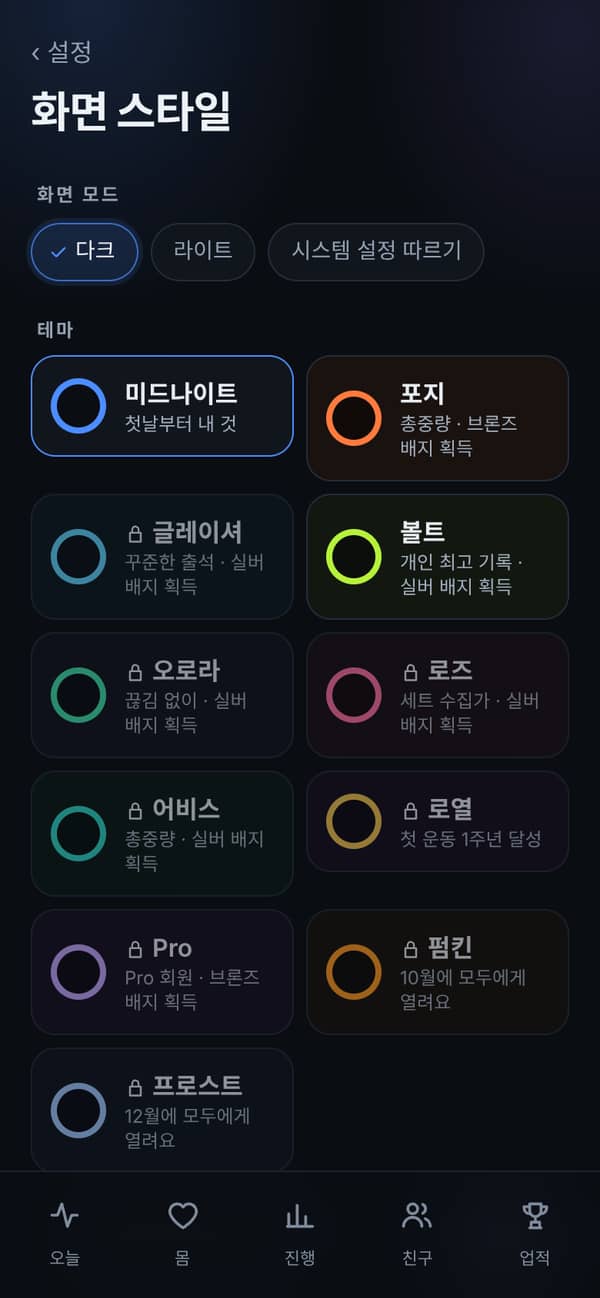 ‹ 설정
화면 스타일
화면 모드
✓ 다크
라이트
시스템 설정 따르기
테마
미드나이트
첫날부터 내 것
포지
총중량 · 브론즈
배지 획득
글레이셔
꾸준한 출석 · 실버
배지 획득
볼트
개인 최고 기록 ·
실버 배지 획득
오로라
끊김 없이 · 실버
배지 획득
로즈
세트 수집가 · 실버
배지 획득
어비스
총중량 · 실버 배지
획득
로열
첫 운동 1주년 달성
Pro
Pro 회원 · 브론즈
배지 획득
펌킨
10월에 모두에게
열려요
프로스트
12월에 모두에게
열려요
오늘
몸
진행
친구
업적